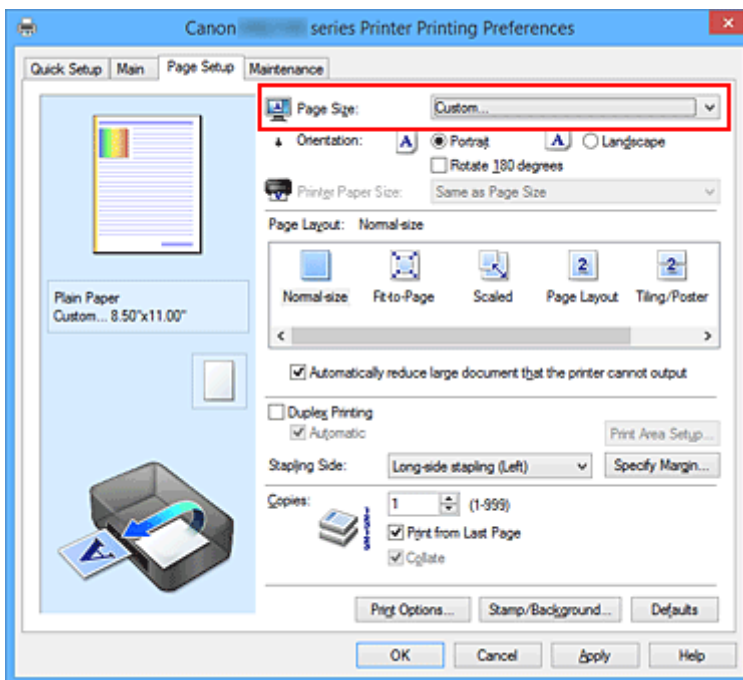 Canon series Printer Printing Preferences
Quick Setup Main Page Setup Maintenance
Page Size: Custom...
Orientation: A Portrait A Landscape
Rotate 180 degrees
Printer Paper Size: Same as Page Size
Page Layout: Normal-size
2 2
Normal-size Fit-to-Page Scaled Page Layout Tiling/Poster
Plain Paper
Custom... 8.50"x11.00"
Automatically reduce large document that the printer cannot output
Duplex Printing
Automatic Print Area Setup...
Stapling Side: Long-side stapling (Left) Specify Margin...
Copies: 1 (1-999)
Print from Last Page
Collate
A
Print Options... Stamp/Background... Defaults
OK Cancel Apply Help